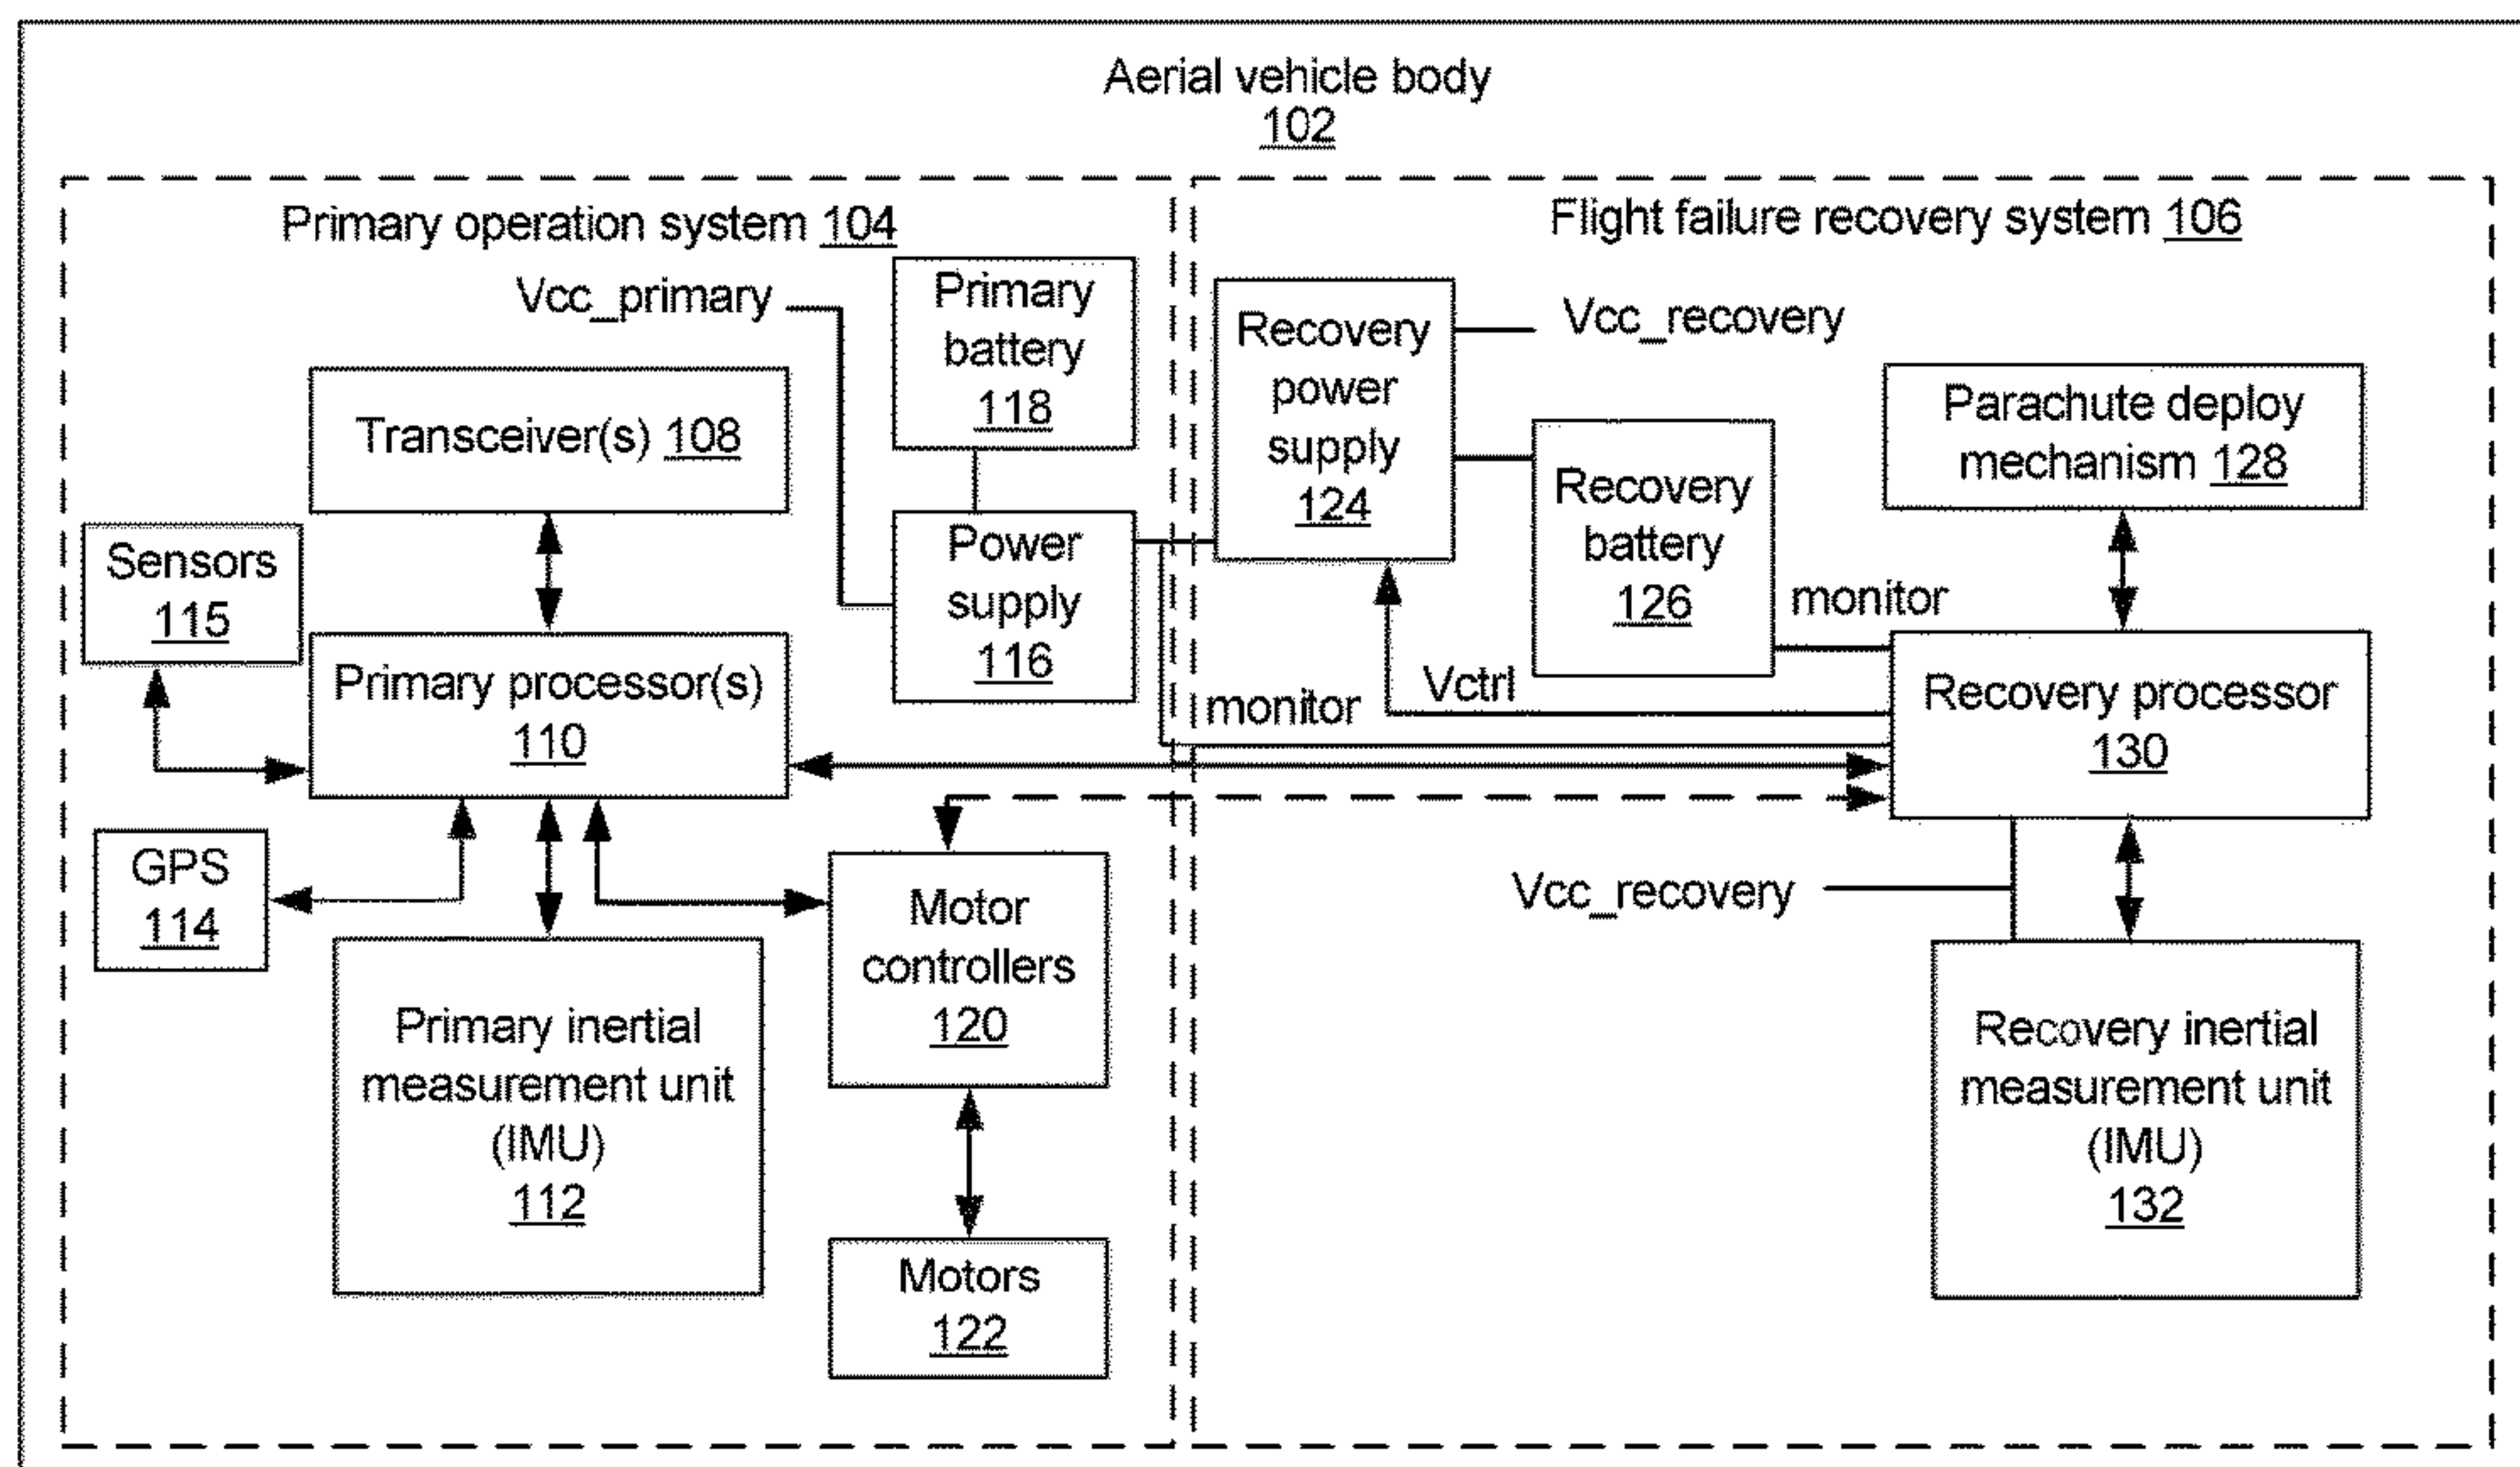 Aerial vehicle body
102
Primary operation system 104
Vcc_primary
Primary
battery
118
Transceiver(s) 108
Sensors
115
Power
supply
116
Primary processor(s)
110
GPS
114
Primary inertial
measurement unit
(IMU)
112
Motor
controllers
120
Motors
122
Flight failure recovery system 106
Recovery
power
supply
124
Vcc_recovery
Recovery
battery
126
Parachute deploy
mechanism 128
monitor
Vctrl
monitor
Recovery processor
130
Vcc_recovery
Recovery inertial
measurement unit
(IMU)
132